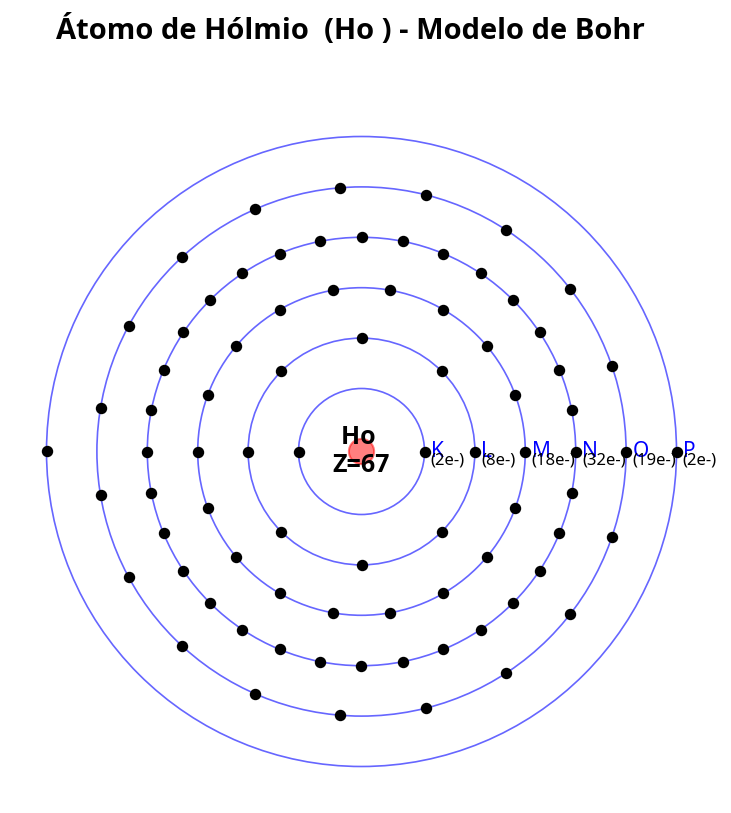 Átomo de Hólmio  (Ho ) - Modelo de Bohr
Ho
Z=67
K
(2e-)
L
(8e-)
M
(18e-)
N
(32e-)
O
(19e-)
P
(2e-)